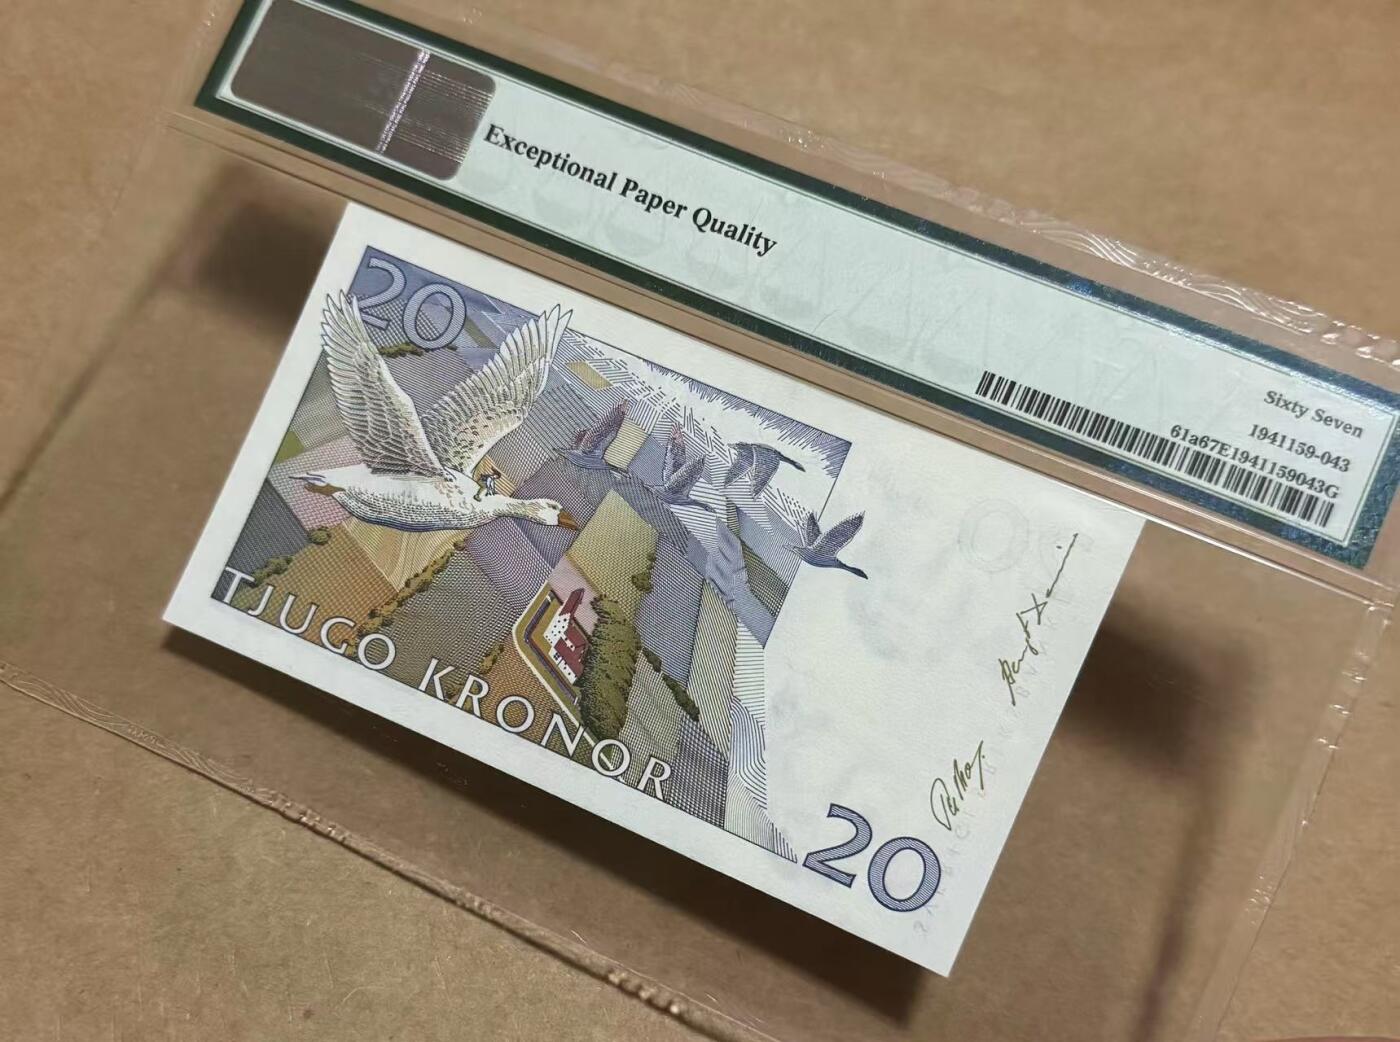 Exceptional Paper Quality
Sixty Seven
1941159-043
61a67E1941159043G
20
TJUGO KRONOR
20